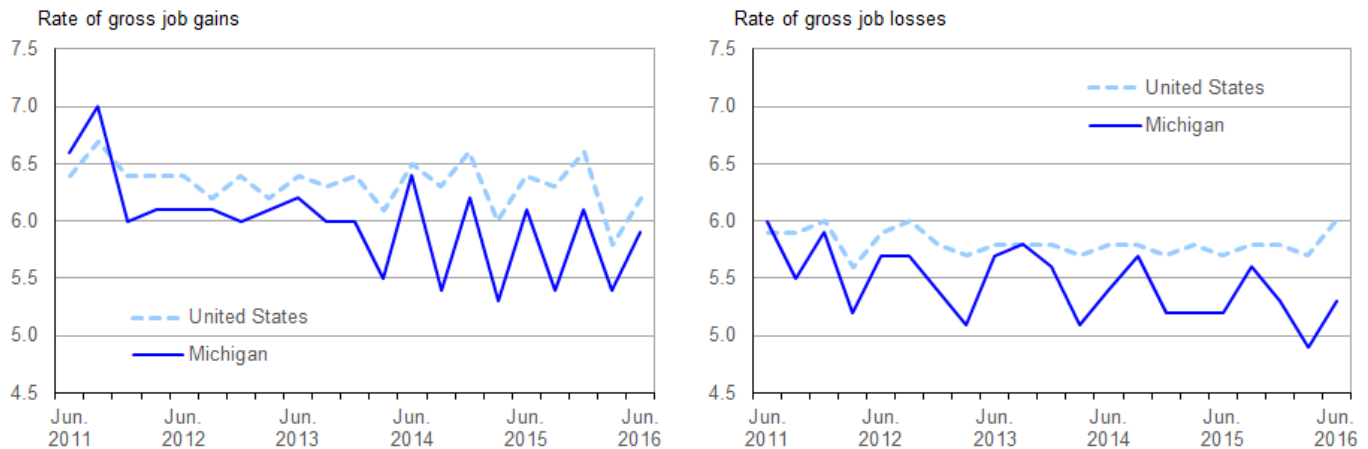 Rate of gross job gains
7.5
7.0
6.5
6.0
5.5
5.0
4.5
United States
Michigan
Jun. 2011
Jun. 2012
Jun. 2013
Jun. 2014
Jun. 2015
Jun. 2016
Rate of gross job losses
7.5
7.0
6.5
6.0
5.5
5.0
4.5
United States
Michigan
Jun. 2011
Jun. 2012
Jun. 2013
Jun. 2014
Jun. 2015
Jun. 2016